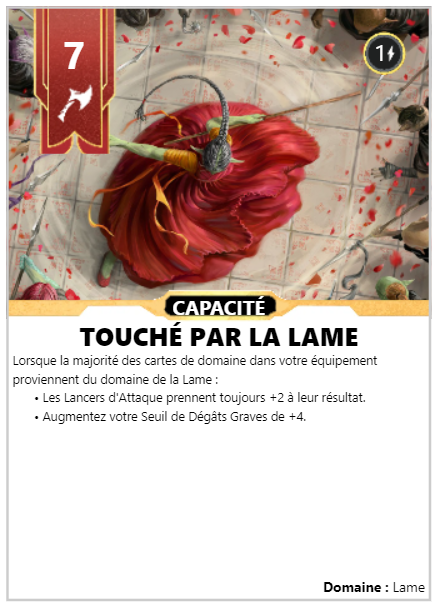 7
1
CAPACITÉ
TOUCHÉ PAR LA LAME
Lorsque la majorité des cartes de domaine dans votre équipement
proviennent du domaine de la Lame :
• Les Lancers d'Attaque prennent toujours +2 à leur résultat.
• Augmentez votre Seuil de Dégâts Graves de +4.
Domaine : Lame